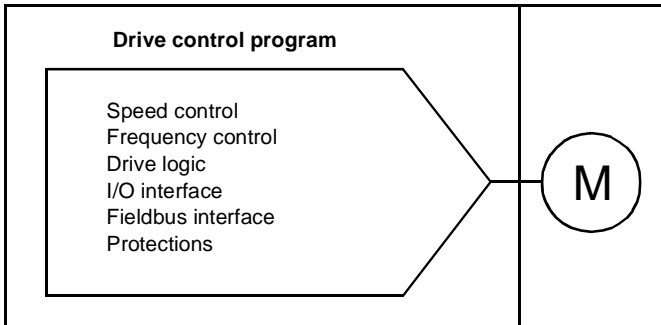 Drive control program
Speed control
Frequency control
Drive logic
I/O interface
Fieldbus interface
Protections
M